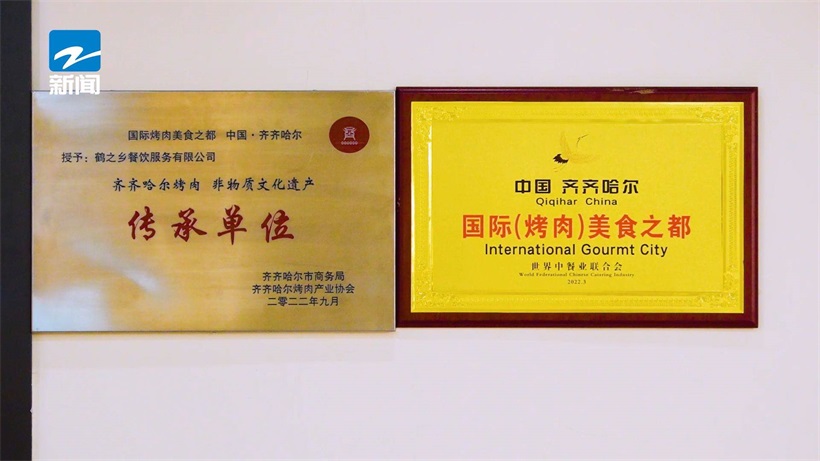 新闻
国际烤肉美食之都 中国·齐齐哈尔
授予：鹤之乡餐饮服务有限公司
齐齐哈尔烤肉 非物质文化遗产
传承单位
齐齐哈尔市商务局
齐齐哈尔烤肉产业协会
二零二二年九月
中国 齐齐哈尔
Qiqihar China
国际(烤肉)美食之都
International Gourmt City
世界中餐业联合会
World Federational Chinese Catering Industry
2022.3